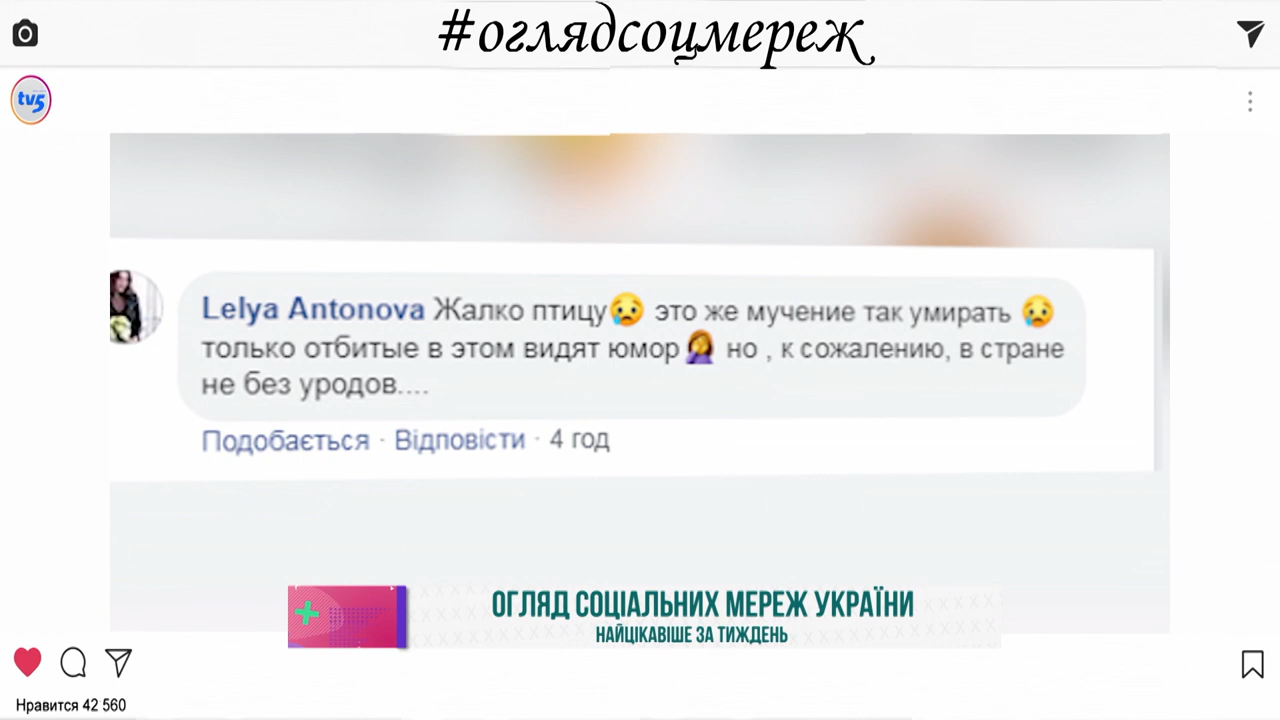 #оглядсоцмереж
tv5
Lelya Antonova Жалко птицу😢 это же мучение так умирать 😢
только отбитые в этом видят юмор🤦‍♀️ но , к сожалению, в стране
не без уродов....
Подобається · Відповісти · 4 год
ОГЛЯД СОЦІАЛЬНИХ МЕРЕЖ УКРАЇНИ
НАЙЦІКАВІШЕ ЗА ТИЖДЕНЬ
Нравится 42 560